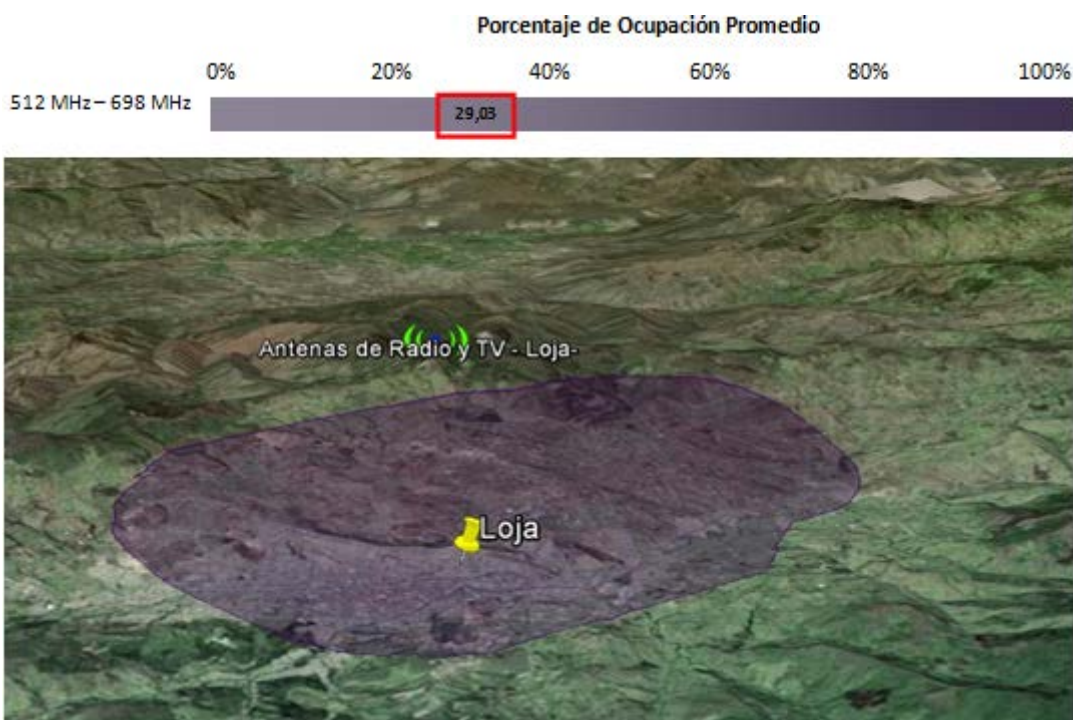 Porcentaje de Ocupación Promedio
0% 20% 40% 60% 80% 100%
512 MHz – 698 MHz 29,03
Antenas de Radio y TV - Loja-
Loja